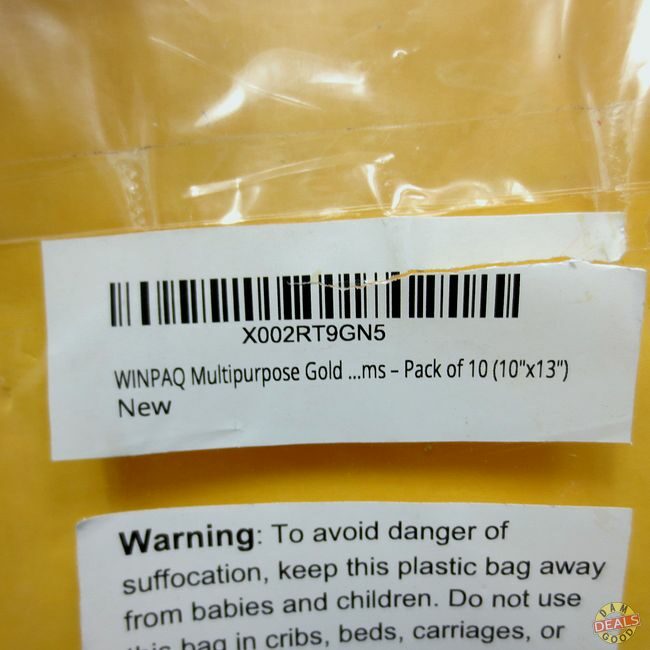 X002RT9GN5
WINPAQ Multipurpose Gold ...ms – Pack of 10 (10"x13")
New
Warning: To avoid danger of
suffocation, keep this plastic bag away
from babies and children. Do not use
this bag in cribs, beds, carriages, or
DAM
DEALS
GOOD